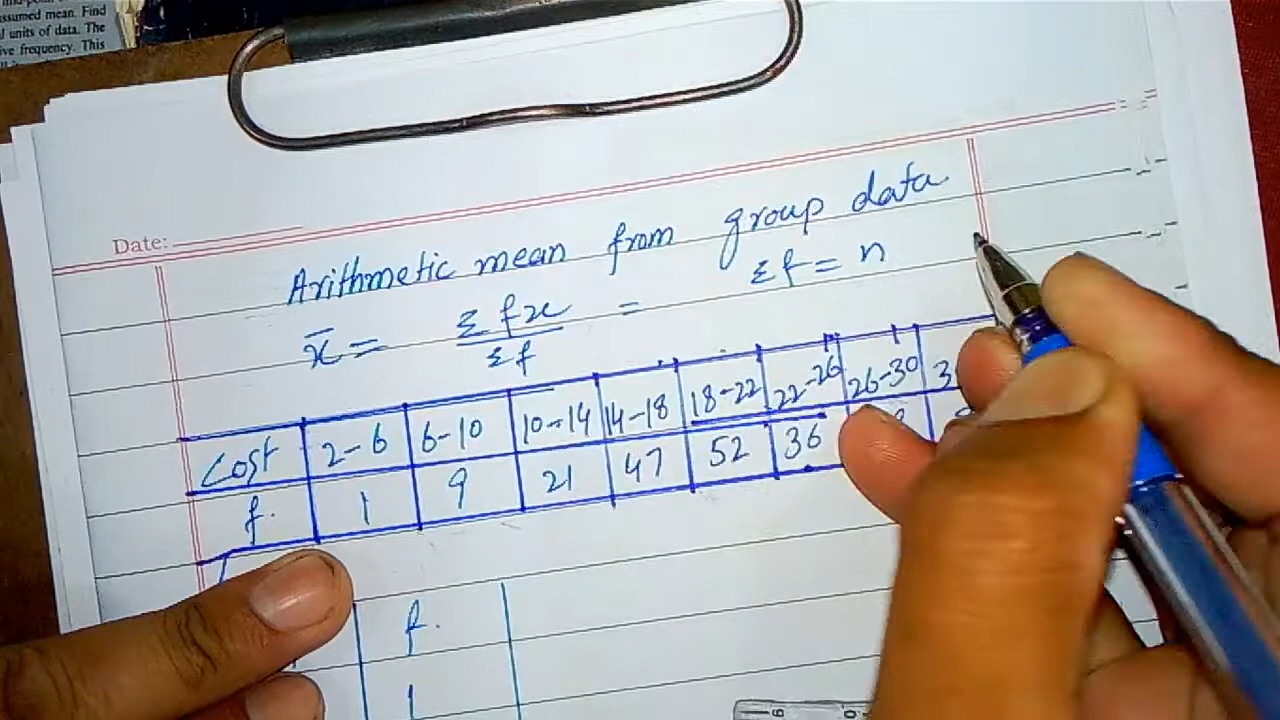 ssumed mean. Find
units of data. The
ive frequency. This
Date:
Arithmetic mean from group data
x̄ = Σfx / Σf = Σf = n
Cost 2-6 6-10 10-14 14-18 18-22 22-26 26-30
f. 1 9 21 47 52 36
f.
1